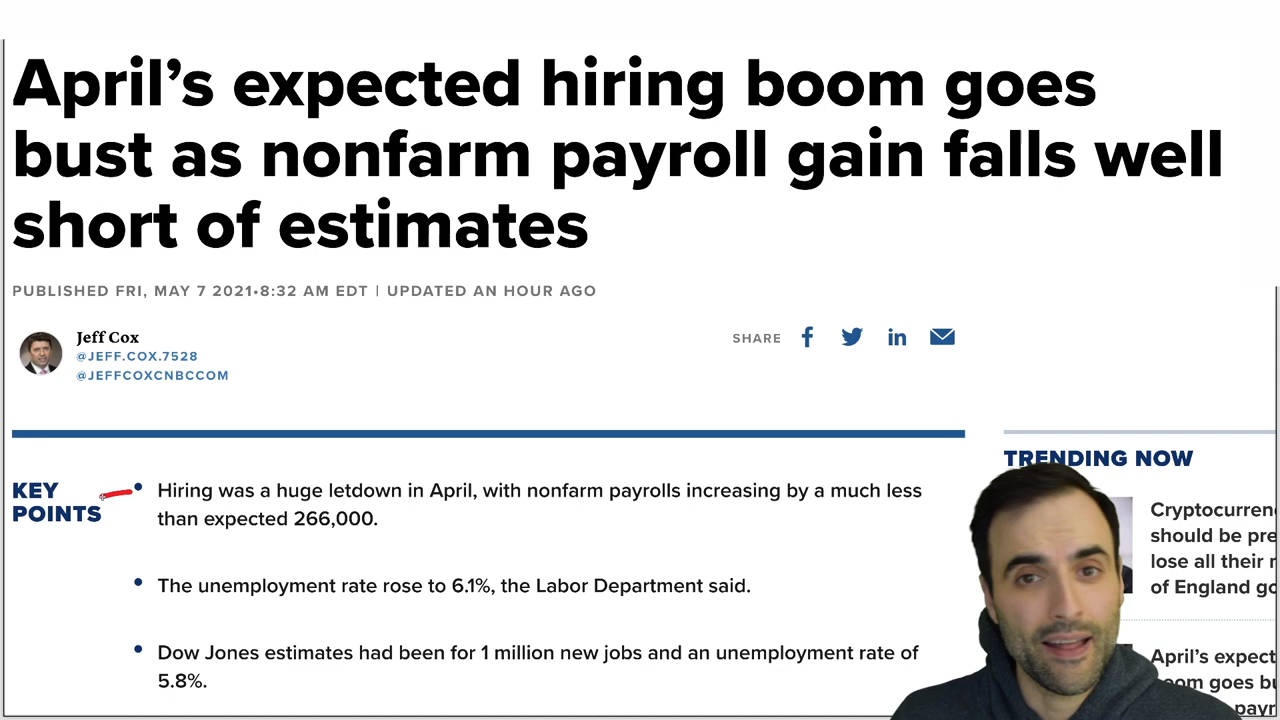 April’s expected hiring boom goes
bust as nonfarm payroll gain falls well
short of estimates
PUBLISHED FRI, MAY 7 2021•8:32 AM EDT | UPDATED AN HOUR AGO
Jeff Cox
@JEFF.COX.7528
@JEFFCOXCNBCCOM
SHARE
KEY
POINTS
• Hiring was a huge letdown in April, with nonfarm payrolls increasing by a much less
than expected 266,000.
• The unemployment rate rose to 6.1%, the Labor Department said.
• Dow Jones estimates had been for 1 million new jobs and an unemployment rate of
5.8%.
TRENDING NOW
Cryptocurren
should be pre
lose all their
of England go
April’s expect
goes bu
payr